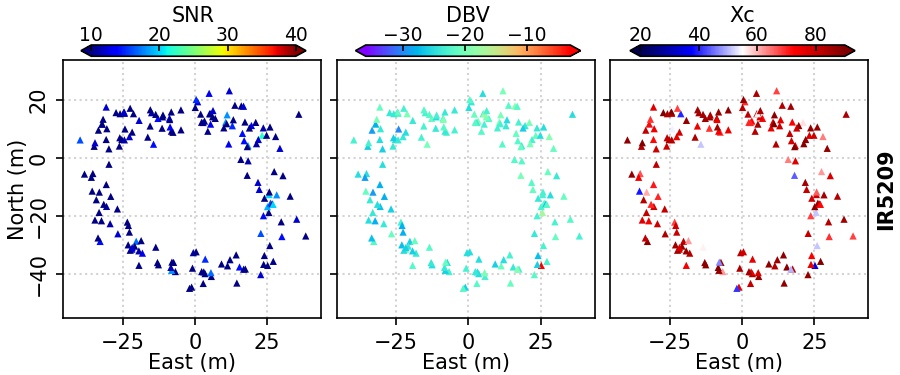 SNR DBV Xc
10 20 30 40 −30 −20 −10 20 40 60 80
20
0
−20
−40
North (m)
−25 0 25 −25 0 25 −25 0 25
East (m) East (m) East (m)
IR5209